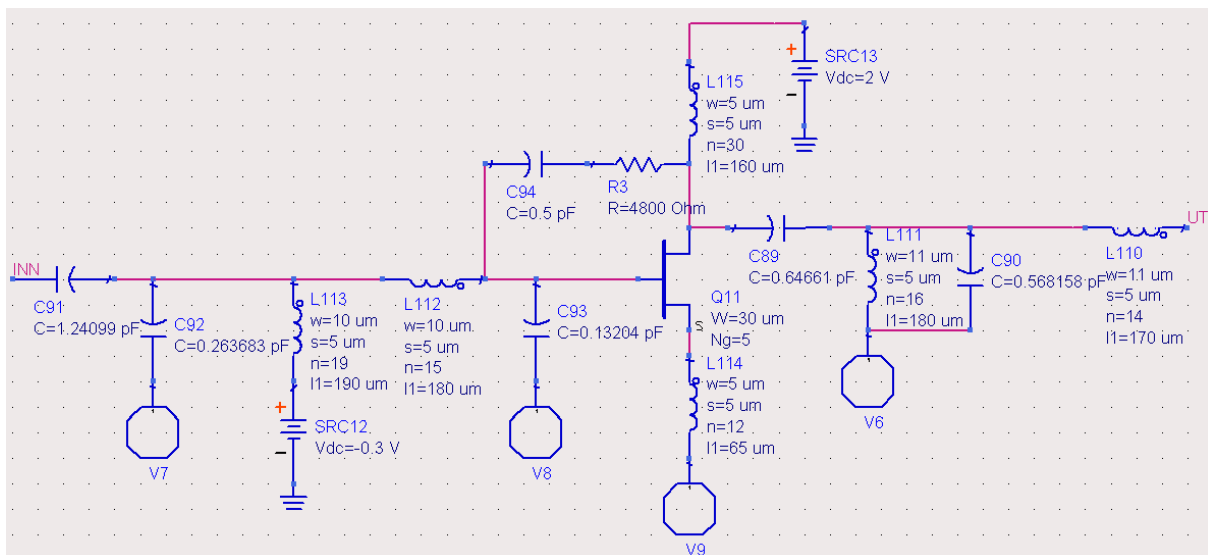 SRC13
Vdc=2 V
L115
w=5 um
s=5 um
n=30
l1=160 um
C94
C=0.5 pF
R3
R=4800 Ohm
INN
C91
C=1.24099 pF
C92
C=0.263683 pF
L113
w=10 um
s=5 um
n=19
l1=190 um
L112
w=10 um
s=5 um
n=15
l1=180 um
C93
C=0.13204 pF
Q11
W=30 um
Ng=5
S
C89
C=0.64661 pF
L111
w=11 um
s=5 um
n=16
l1=180 um
C90
C=0.568158 pF
L110
w=11 um
s=5 um
n=14
l1=170 um
UT
L114
w=5 um
s=5 um
n=12
l1=65 um
SRC12
Vdc=-0.3 V
V7
V8
V9
V6